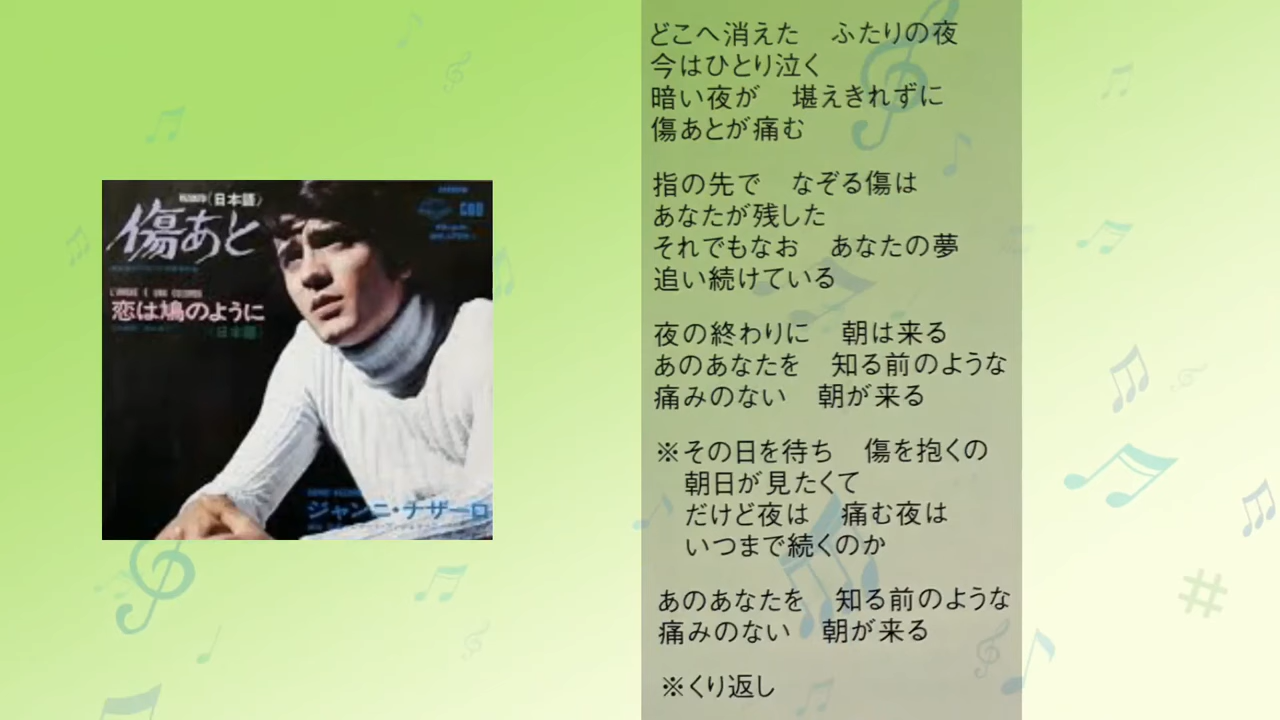 (日本語)
傷あと
L'AMORE È UNA COLOMBA
恋は鳩のように
(日本語)
ジャンニ・ナザーロ
どこへ消えた　ふたりの夜
今はひとり泣く
暗い夜が　堪えきれずに
傷あとが痛む
指の先で　なぞる傷は
あなたが残した
それでもなお　あなたの夢
追い続けている
夜の終わりに　朝は来る
あのあなたを　知る前のような
痛みのない　朝が来る
※その日を待ち　傷を抱くの
朝日が見たくて
だけど夜は　痛む夜は
いつまで続くのか
あのあなたを　知る前のような
痛みのない　朝が来る
※くり返し